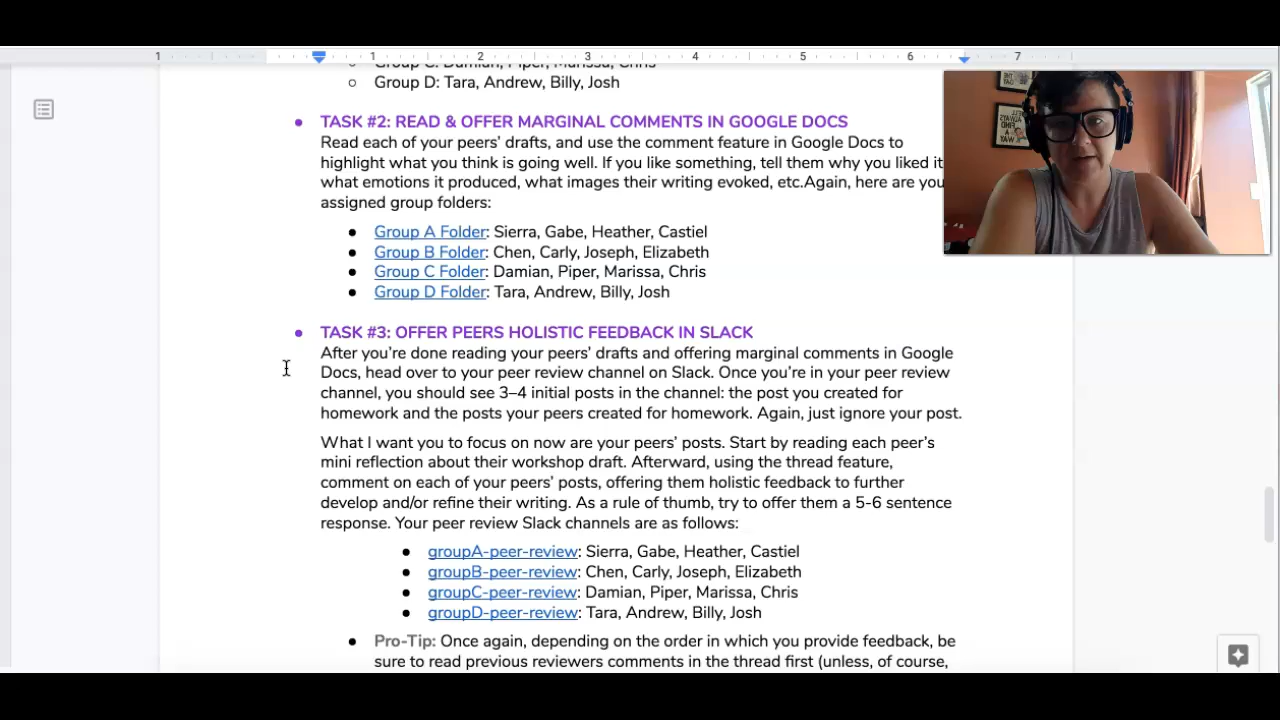 1 1 2 3 4 5 6 7
Group C: Damian, Piper, Marissa, Chris
Group D: Tara, Andrew, Billy, Josh
TASK #2: READ & OFFER MARGINAL COMMENTS IN GOOGLE DOCS
Read each of your peers’ drafts, and use the comment feature in Google Docs to
highlight what you think is going well. If you like something, tell them why you liked it
what emotions it produced, what images their writing evoked, etc.Again, here are you
assigned group folders:
Group A Folder: Sierra, Gabe, Heather, Castiel
Group B Folder: Chen, Carly, Joseph, Elizabeth
Group C Folder: Damian, Piper, Marissa, Chris
Group D Folder: Tara, Andrew, Billy, Josh
TASK #3: OFFER PEERS HOLISTIC FEEDBACK IN SLACK
After you’re done reading your peers’ drafts and offering marginal comments in Google
Docs, head over to your peer review channel on Slack. Once you’re in your peer review
channel, you should see 3–4 initial posts in the channel: the post you created for
homework and the posts your peers created for homework. Again, just ignore your post.
What I want you to focus on now are your peers’ posts. Start by reading each peer’s
mini reflection about their workshop draft. Afterward, using the thread feature,
comment on each of your peers’ posts, offering them holistic feedback to further
develop and/or refine their writing. As a rule of thumb, try to offer them a 5-6 sentence
response. Your peer review Slack channels are as follows:
groupA-peer-review: Sierra, Gabe, Heather, Castiel
groupB-peer-review: Chen, Carly, Joseph, Elizabeth
groupC-peer-review: Damian, Piper, Marissa, Chris
groupD-peer-review: Tara, Andrew, Billy, Josh
Pro-Tip: Once again, depending on the order in which you provide feedback, be
sure to read previous reviewers comments in the thread first (unless, of course,